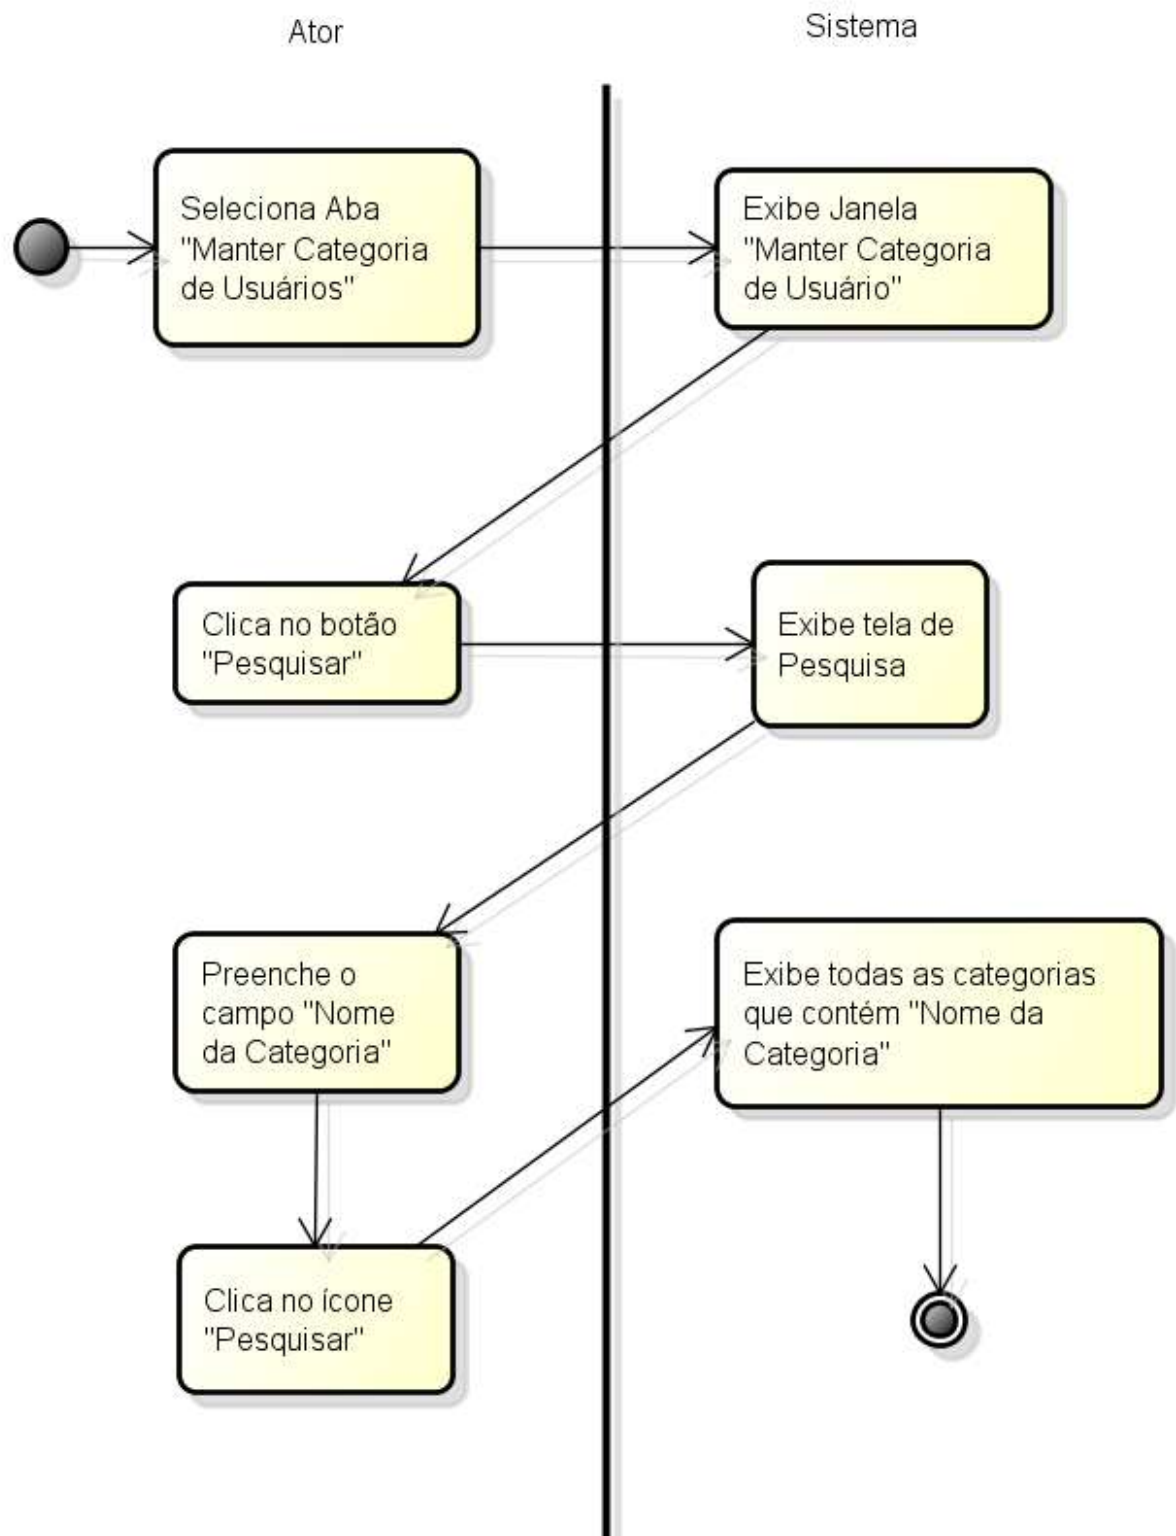 Ator
Sistema
Seleciona Aba
"Manter Categoria
de Usuários"
Exibe Janela
"Manter Categoria
de Usuário"
Clica no botão
"Pesquisar"
Exibe tela de
Pesquisa
Preenche o
campo "Nome
da Categoria"
Exibe todas as categorias
que contém "Nome da
Categoria"
Clica no ícone
"Pesquisar"